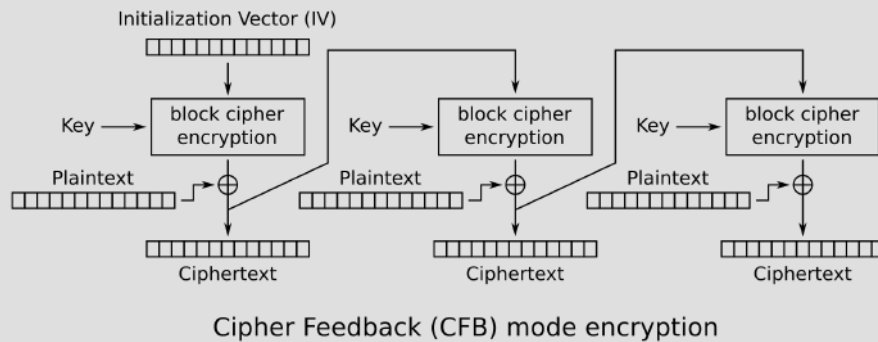 Initialization Vector (IV)
block cipher
encryption
block cipher
encryption
block cipher
encryption
Key
Key
Key
Plaintext
Plaintext
Plaintext
Ciphertext
Ciphertext
Ciphertext
Cipher Feedback (CFB) mode encryption